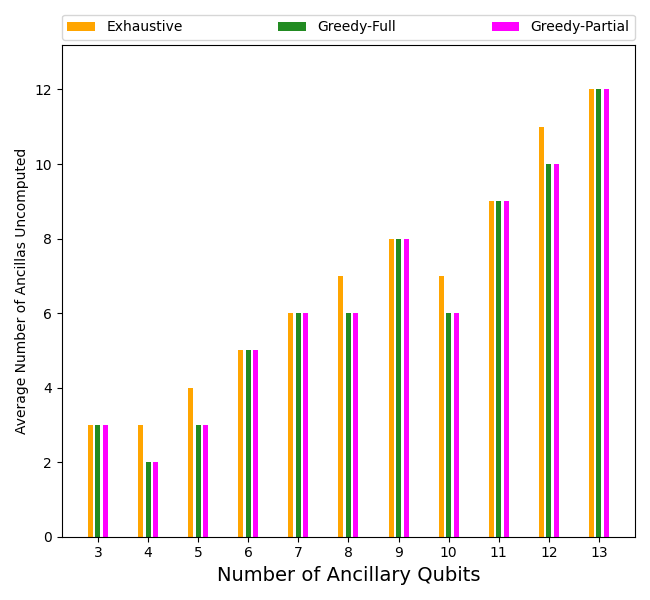 Exhaustive Greedy-Full Greedy-Partial
Average Number of Ancillas Uncomputed
12
10
8
6
4
2
0
3 4 5 6 7 8 9 10 11 12 13
Number of Ancillary Qubits